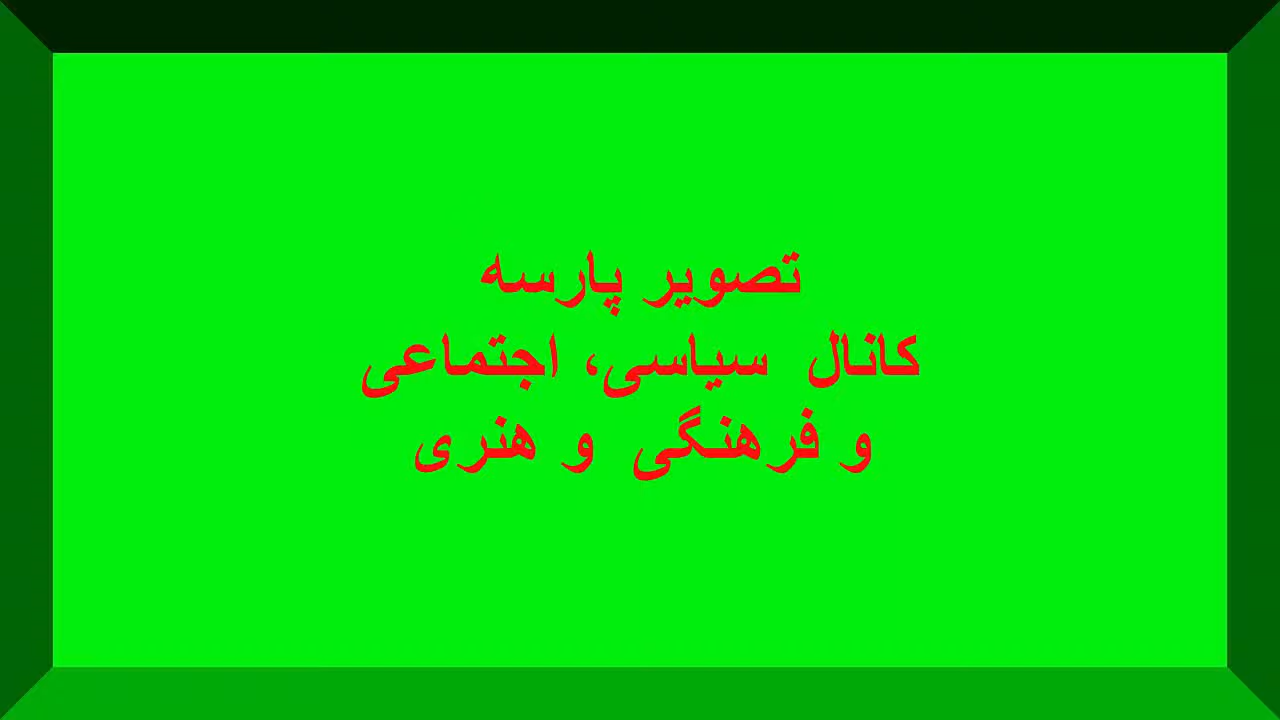 تصویر پارسه
کانال سیاسی، اجتماعی
و فرهنگی و هنری